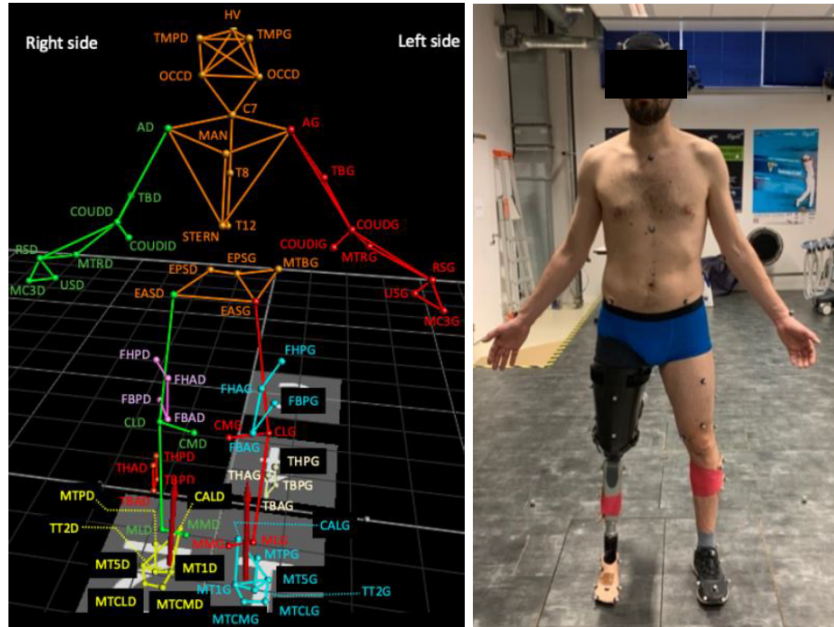 HV
TMPD
TMPG
Right side
Left side
OCCD
OCCD
C7
AD
AG
MAN
TBG
T8
TBD
COUDD
COUDG
STERN
T12
COUDID
COUDIG
MTRG
RSD
MTRD
EPSG
MTBG
RSG
EPSD
MC3D
USD
USG
EASD
EASG
MC3G
FHPD
FHPG
FHAD
FHAG
FBPD
FBPG
FBAD
CLD
CMG
CLG
CMD
FBAG
THPD
THPG
THAD
THAG
TBPD
TBPG
MTPD
CALD
TBAG
TT2D
CALG
MLD
MMD
MMG
MLG
MTPG
MT5D
MT1D
MT1G
MT5G
TT2G
MTCLD
MTCMD
MTCMG
MTCLG